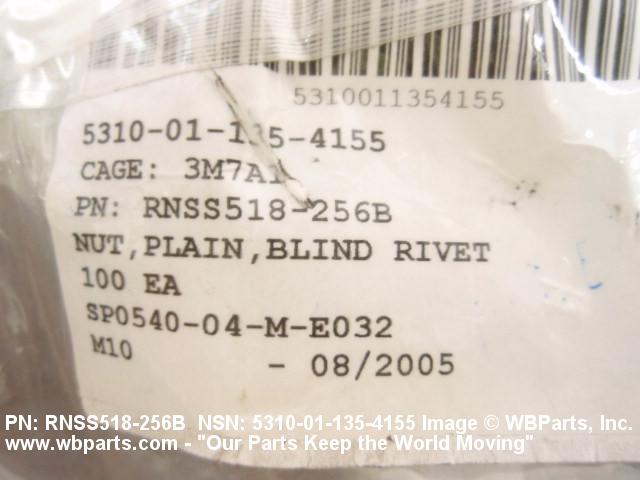 5310011354155
5310-01-135-4155
CAGE: 3M7A1
PN: RNSS518-256B
NUT,PLAIN,BLIND RIVET
100 EA
SP0540-04-M-E032
M10 - 08/2005
PN: RNSS518-256B NSN: 5310-01-135-4155 Image © WBParts, Inc.
www.wbparts.com - "Our Parts Keep the World Moving"